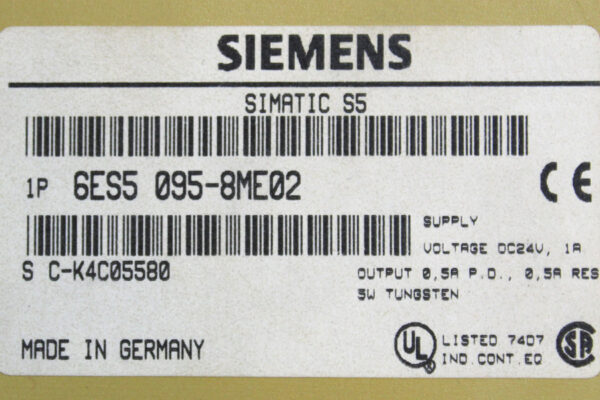 SIEMENS
SIMATIC S5
1P 6ES5 095-8ME02
CE
SUPPLY
VOLTAGE DC24V, 1A
S C-K4C05580
OUTPUT 0,5A P.D., 0,5A RES
5W TUNGSTEN
MADE IN GERMANY
UL
LISTED 7407
IND.CONT.EQ
SA